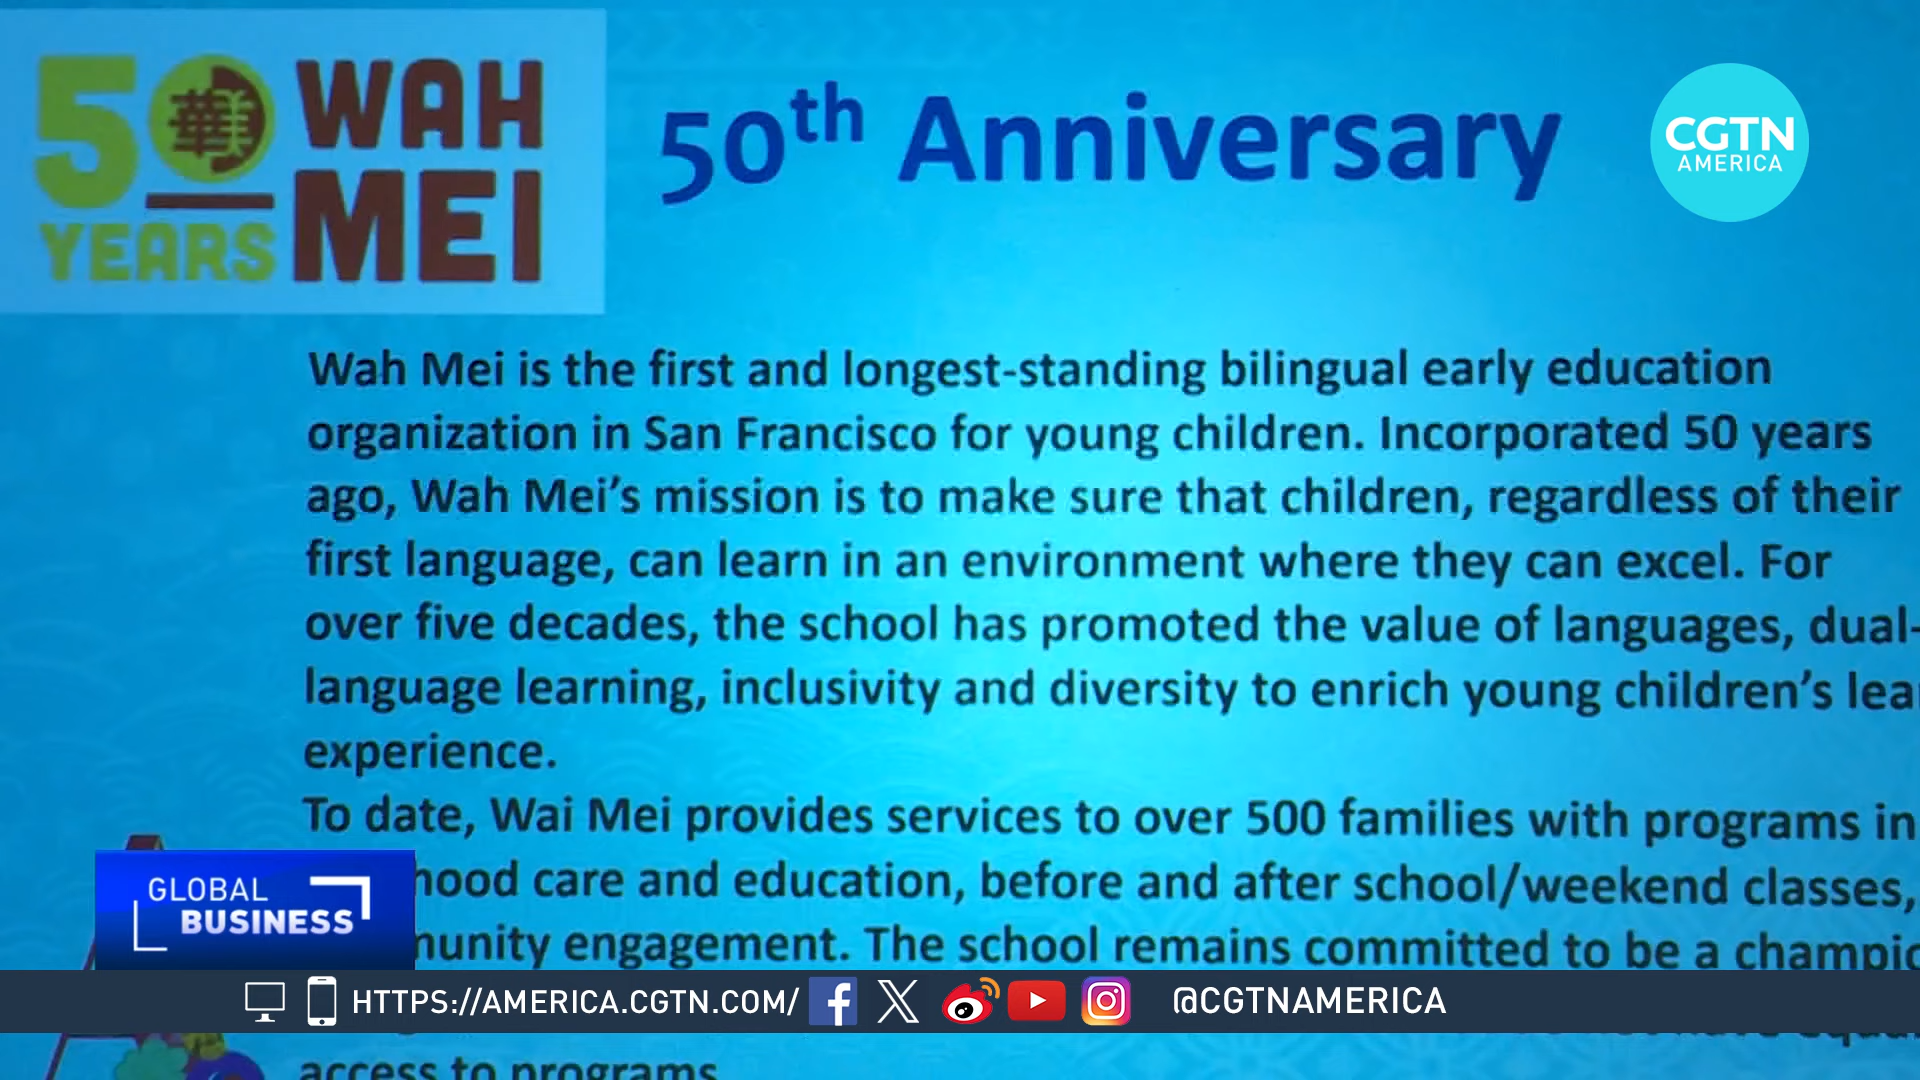 50 WAH
YEARS MEI
50th Anniversary
CGTN
AMERICA
Wah Mei is the first and longest-standing bilingual early education
organization in San Francisco for young children. Incorporated 50 years
ago, Wah Mei's mission is to make sure that children, regardless of their
first language, can learn in an environment where they can excel. For
over five decades, the school has promoted the value of languages, dual-
language learning, inclusivity and diversity to enrich young children's
experience.
To date, Wai Mei provides services to over 500 families with programs in
care and education, before and after school/weekend classes,
engagement. The school remains committed to be a
access to programs
GLOBAL
BUSINESS
HTTPS://AMERICA.CGTN.COM/ @CGTNAMERICA